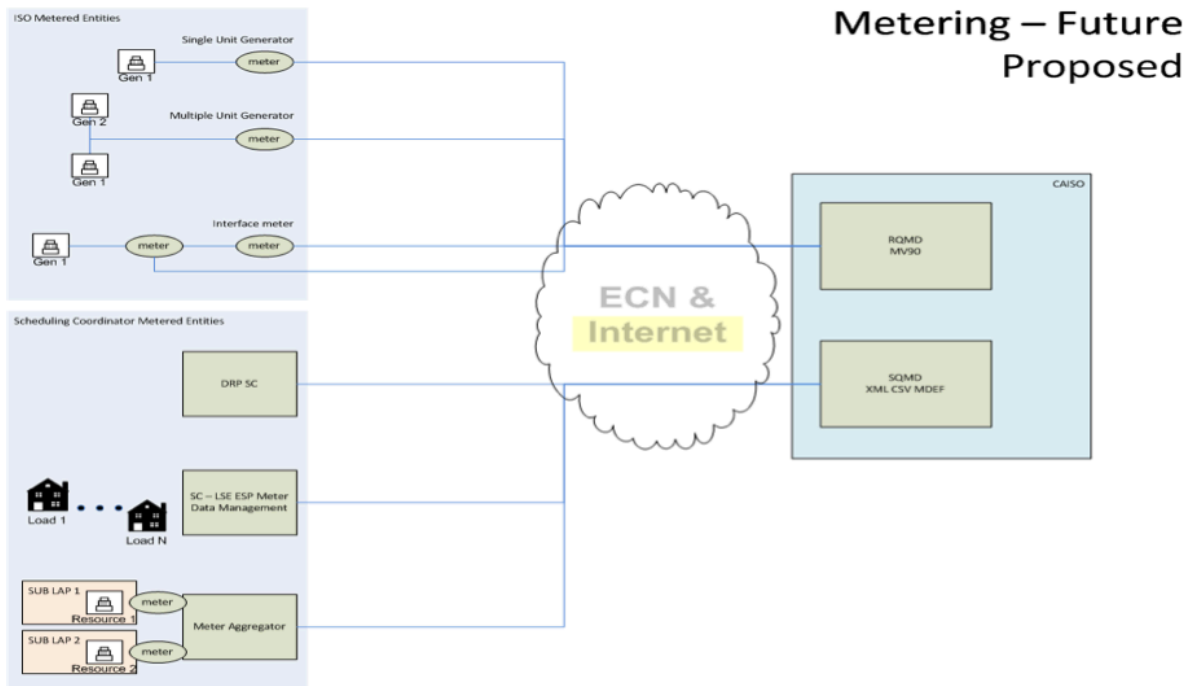 Metering – Future
Proposed
ISO Metered Entities
Single Unit Generator
meter
Gen 1
Gen 2
Multiple Unit Generator
meter
Gen 1
Interface meter
meter
meter
Gen 1
Scheduling Coordinator Metered Entities
DRP SC
SC – LSE ESP Meter
Data Management
Load 1
Load N
SUB LAP 1
meter
Resource 1
Meter Aggregator
SUB LAP 2
meter
Resource 2
ECN &
Internet
CAISO
RQMD
MV90
SQMD
XML CSV MDEF